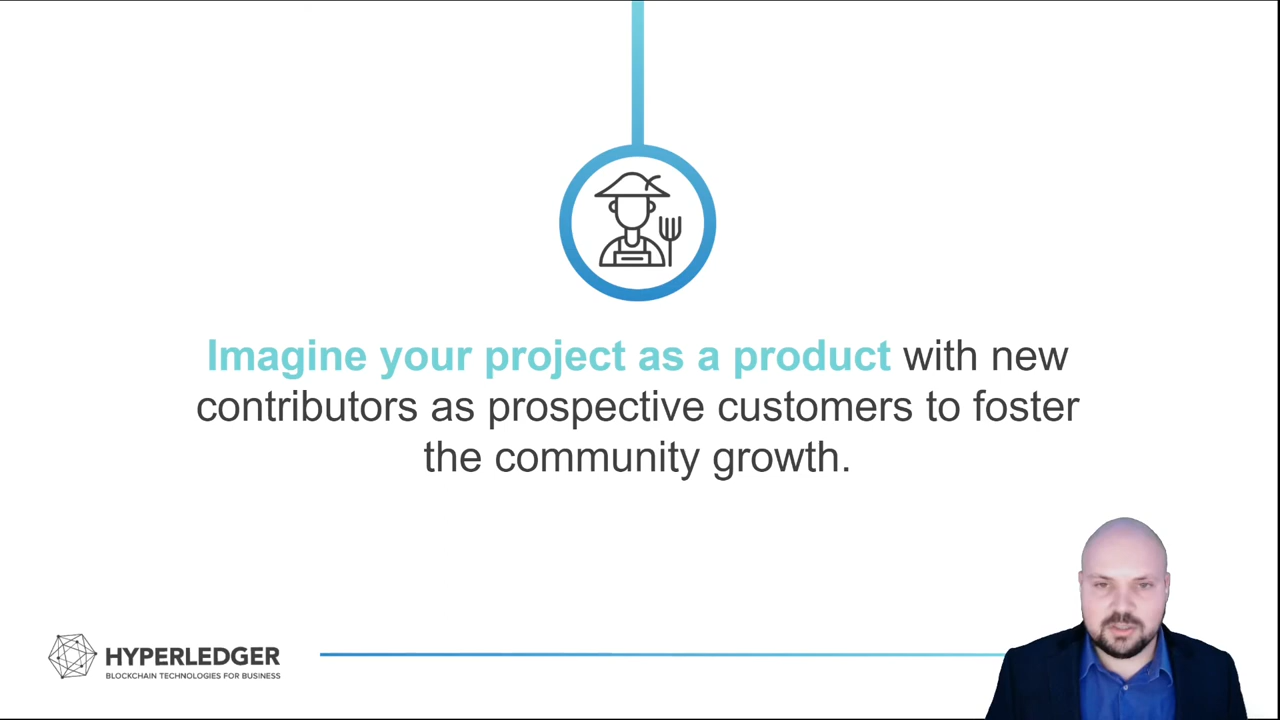 Imagine your project as a product with new
contributors as prospective customers to foster
the community growth.
HYPERLEDGER
BLOCKCHAIN TECHNOLOGIES FOR BUSINESS